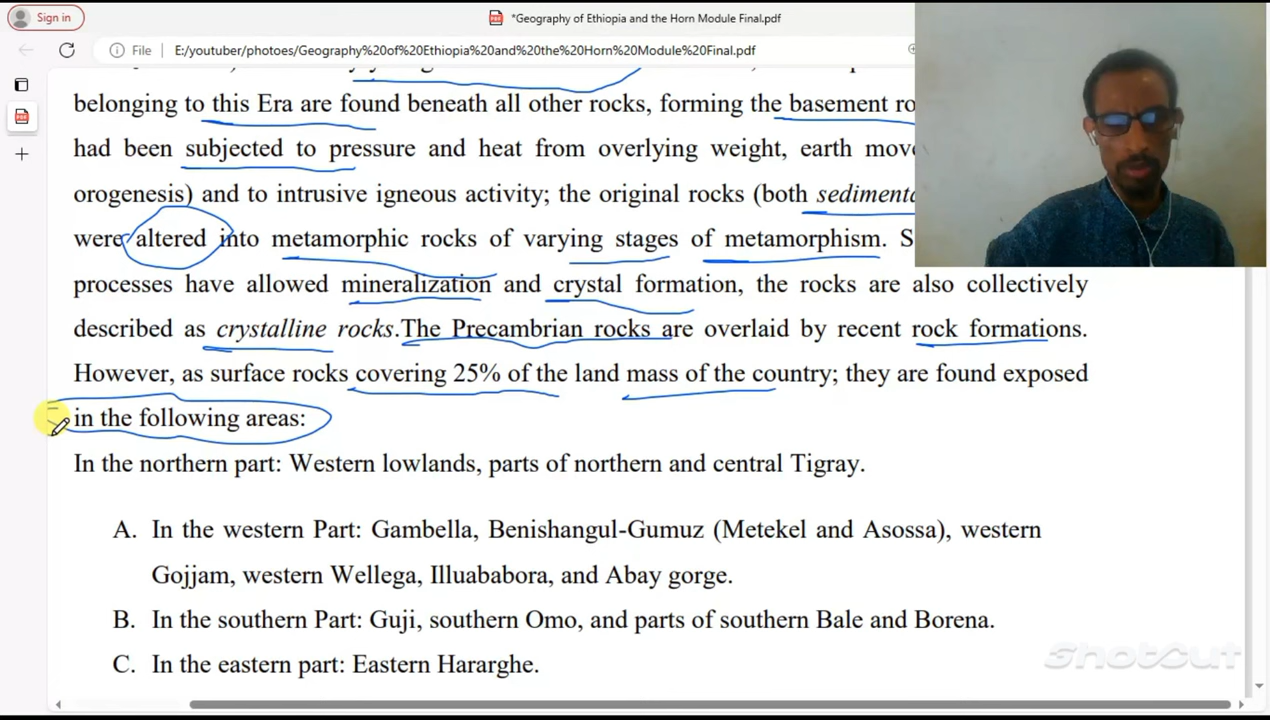 Sign in
*Geography of Ethiopia and the Horn Module Final.pdf
File E:/youtuber/photoes/Geography%20of%20Ethiopia%20and%20the%20Horn%20Module%20Final.pdf
belonging to this Era are found beneath all other rocks, forming the basement ro
had been subjected to pressure and heat from overlying weight, earth mov
orogenesis) and to intrusive igneous activity; the original rocks (both sedimenta
were altered into metamorphic rocks of varying stages of metamorphism. S
processes have allowed mineralization and crystal formation, the rocks are also collectively
described as crystalline rocks.The Precambrian rocks are overlaid by recent rock formations.
However, as surface rocks covering 25% of the land mass of the country; they are found exposed
in the following areas:
In the northern part: Western lowlands, parts of northern and central Tigray.
A. In the western Part: Gambella, Benishangul-Gumuz (Metekel and Asossa), western
Gojjam, western Wellega, Illuababora, and Abay gorge.
B. In the southern Part: Guji, southern Omo, and parts of southern Bale and Borena.
C. In the eastern part: Eastern Hararghe.
Shotcut